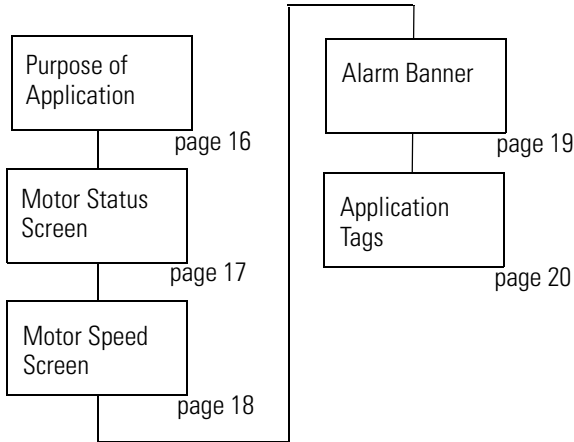 Purpose of
Application
page 16
Motor Status
Screen
page 17
Motor Speed
Screen
page 18
Alarm Banner
page 19
Application
Tags
page 20